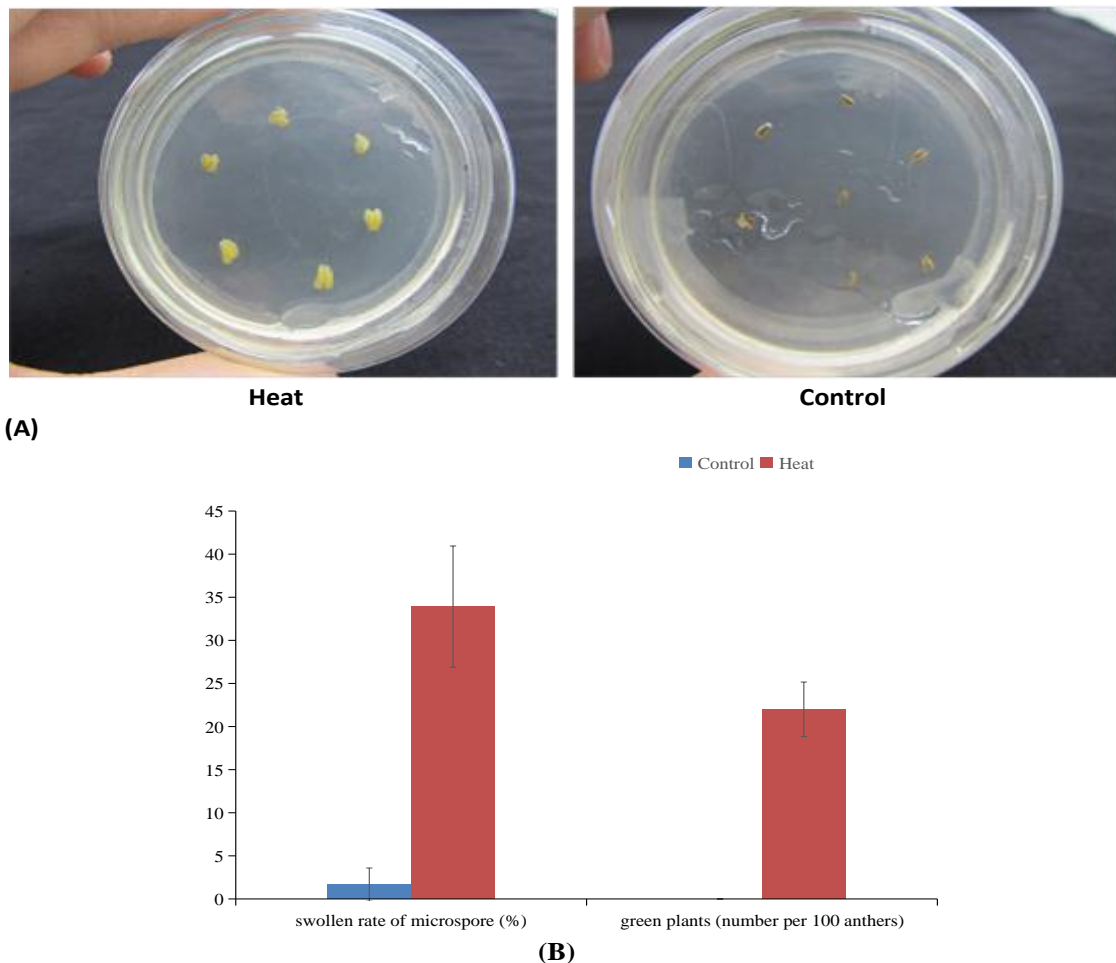 Heat Control
(A)
Control Heat
45
40
35
30
25
20
15
10
5
0
swollen rate of microspore (%) green plants (number per 100 anthers)
(B)